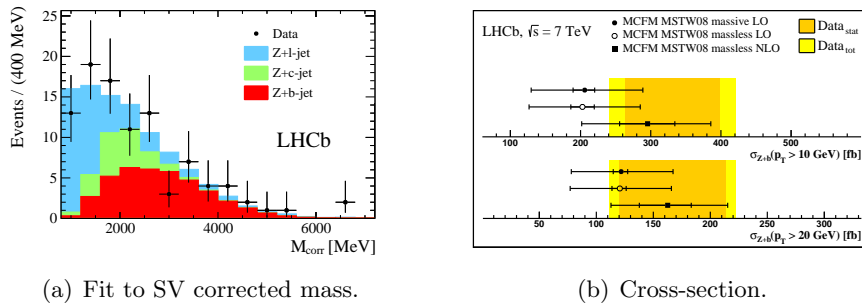 Events / (400 MeV)
25
20
15
10
5
0
Data
Z+l-jet
Z+c-jet
Z+b-jet
LHCb
2000 4000 6000
M_corr [MeV]
(a) Fit to SV corrected mass.
LHCb, √s = 7 TeV
MCFM MSTW08 massive LO
MCFM MSTW08 massless LO
MCFM MSTW08 massless NLO
Data_stat
Data_tot
100 200 300 400 500
σ_Z+b(p_T > 10 GeV) [fb]
50 100 150 200 250 300
σ_Z+b(p_T > 20 GeV) [fb]
(b) Cross-section.